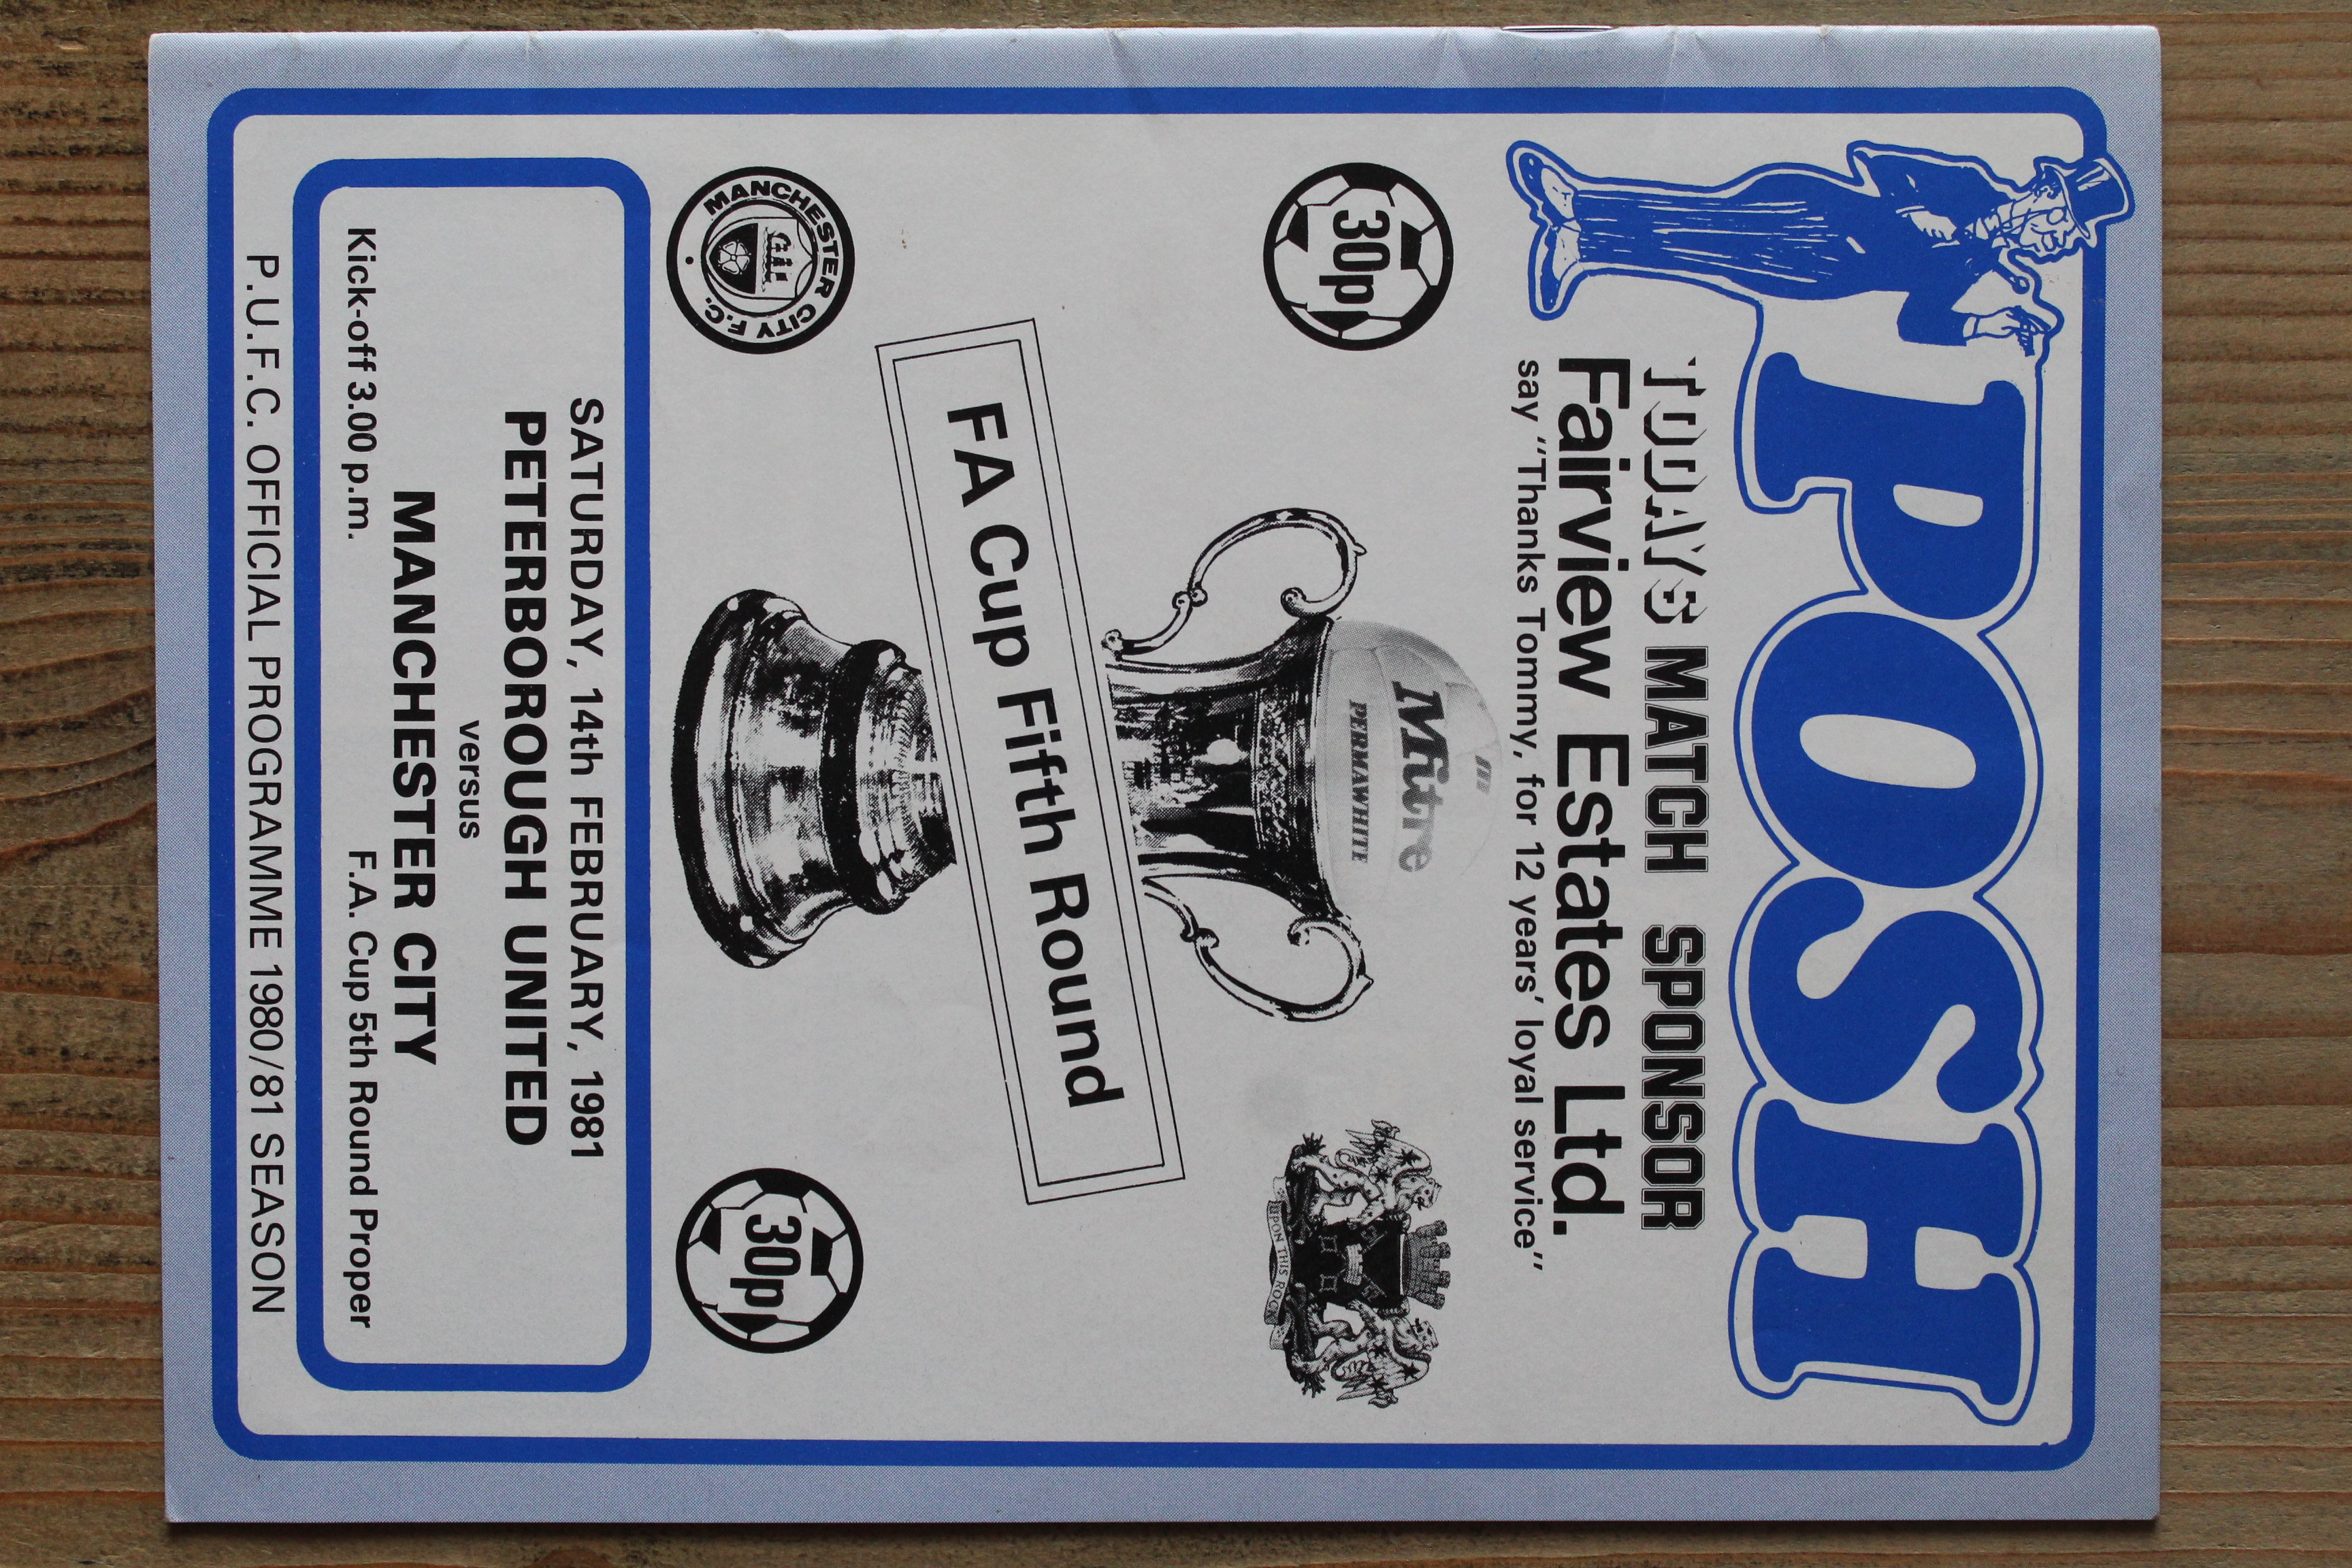 POSH
TODAY'S MATCH SPONSOR
Fairview Estates Ltd.
say "Thanks Tommy, for 12 years' loyal service"
30p
UPON THIS ROCK
m
Mitre
PERMAWHITE
FA Cup Fifth Round
MANCHESTER CITY F.C.
30p
SATURDAY, 14th FEBRUARY, 1981
PETERBOROUGH UNITED
versus
MANCHESTER CITY
Kick-off 3.00 p.m. F.A. Cup 5th Round Proper
P.U.F.C. OFFICIAL PROGRAMME 1980/81 SEASON